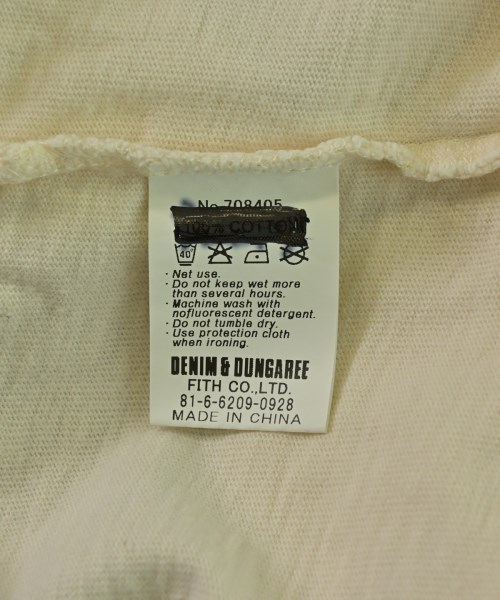 No.708405
100% COTTON
40
· Net use.
· Do not keep wet more
than several hours.
· Machine wash with
nofluorescent detergent.
· Do not tumble dry.
· Use protection cloth
when ironing.
DENIM & DUNGAREE
FITH CO.,LTD.
81-6-6209-0928
MADE IN CHINA